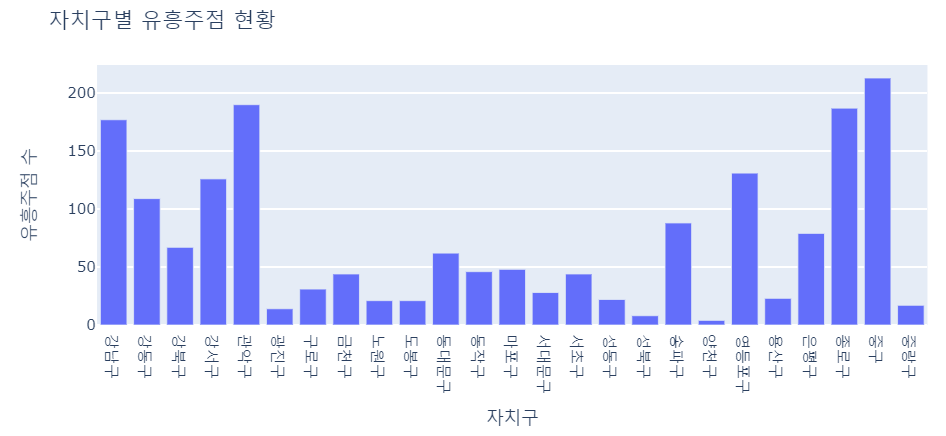 자치구별 유흥주점 현황
유흥주점 수
200
150
100
50
0
강남구
강동구
강북구
강서구
관악구
광진구
구로구
금천구
노원구
도봉구
동대문구
동작구
마포구
서대문구
서초구
성동구
성북구
송파구
양천구
영등포구
용산구
은평구
종로구
중구
중랑구
자치구